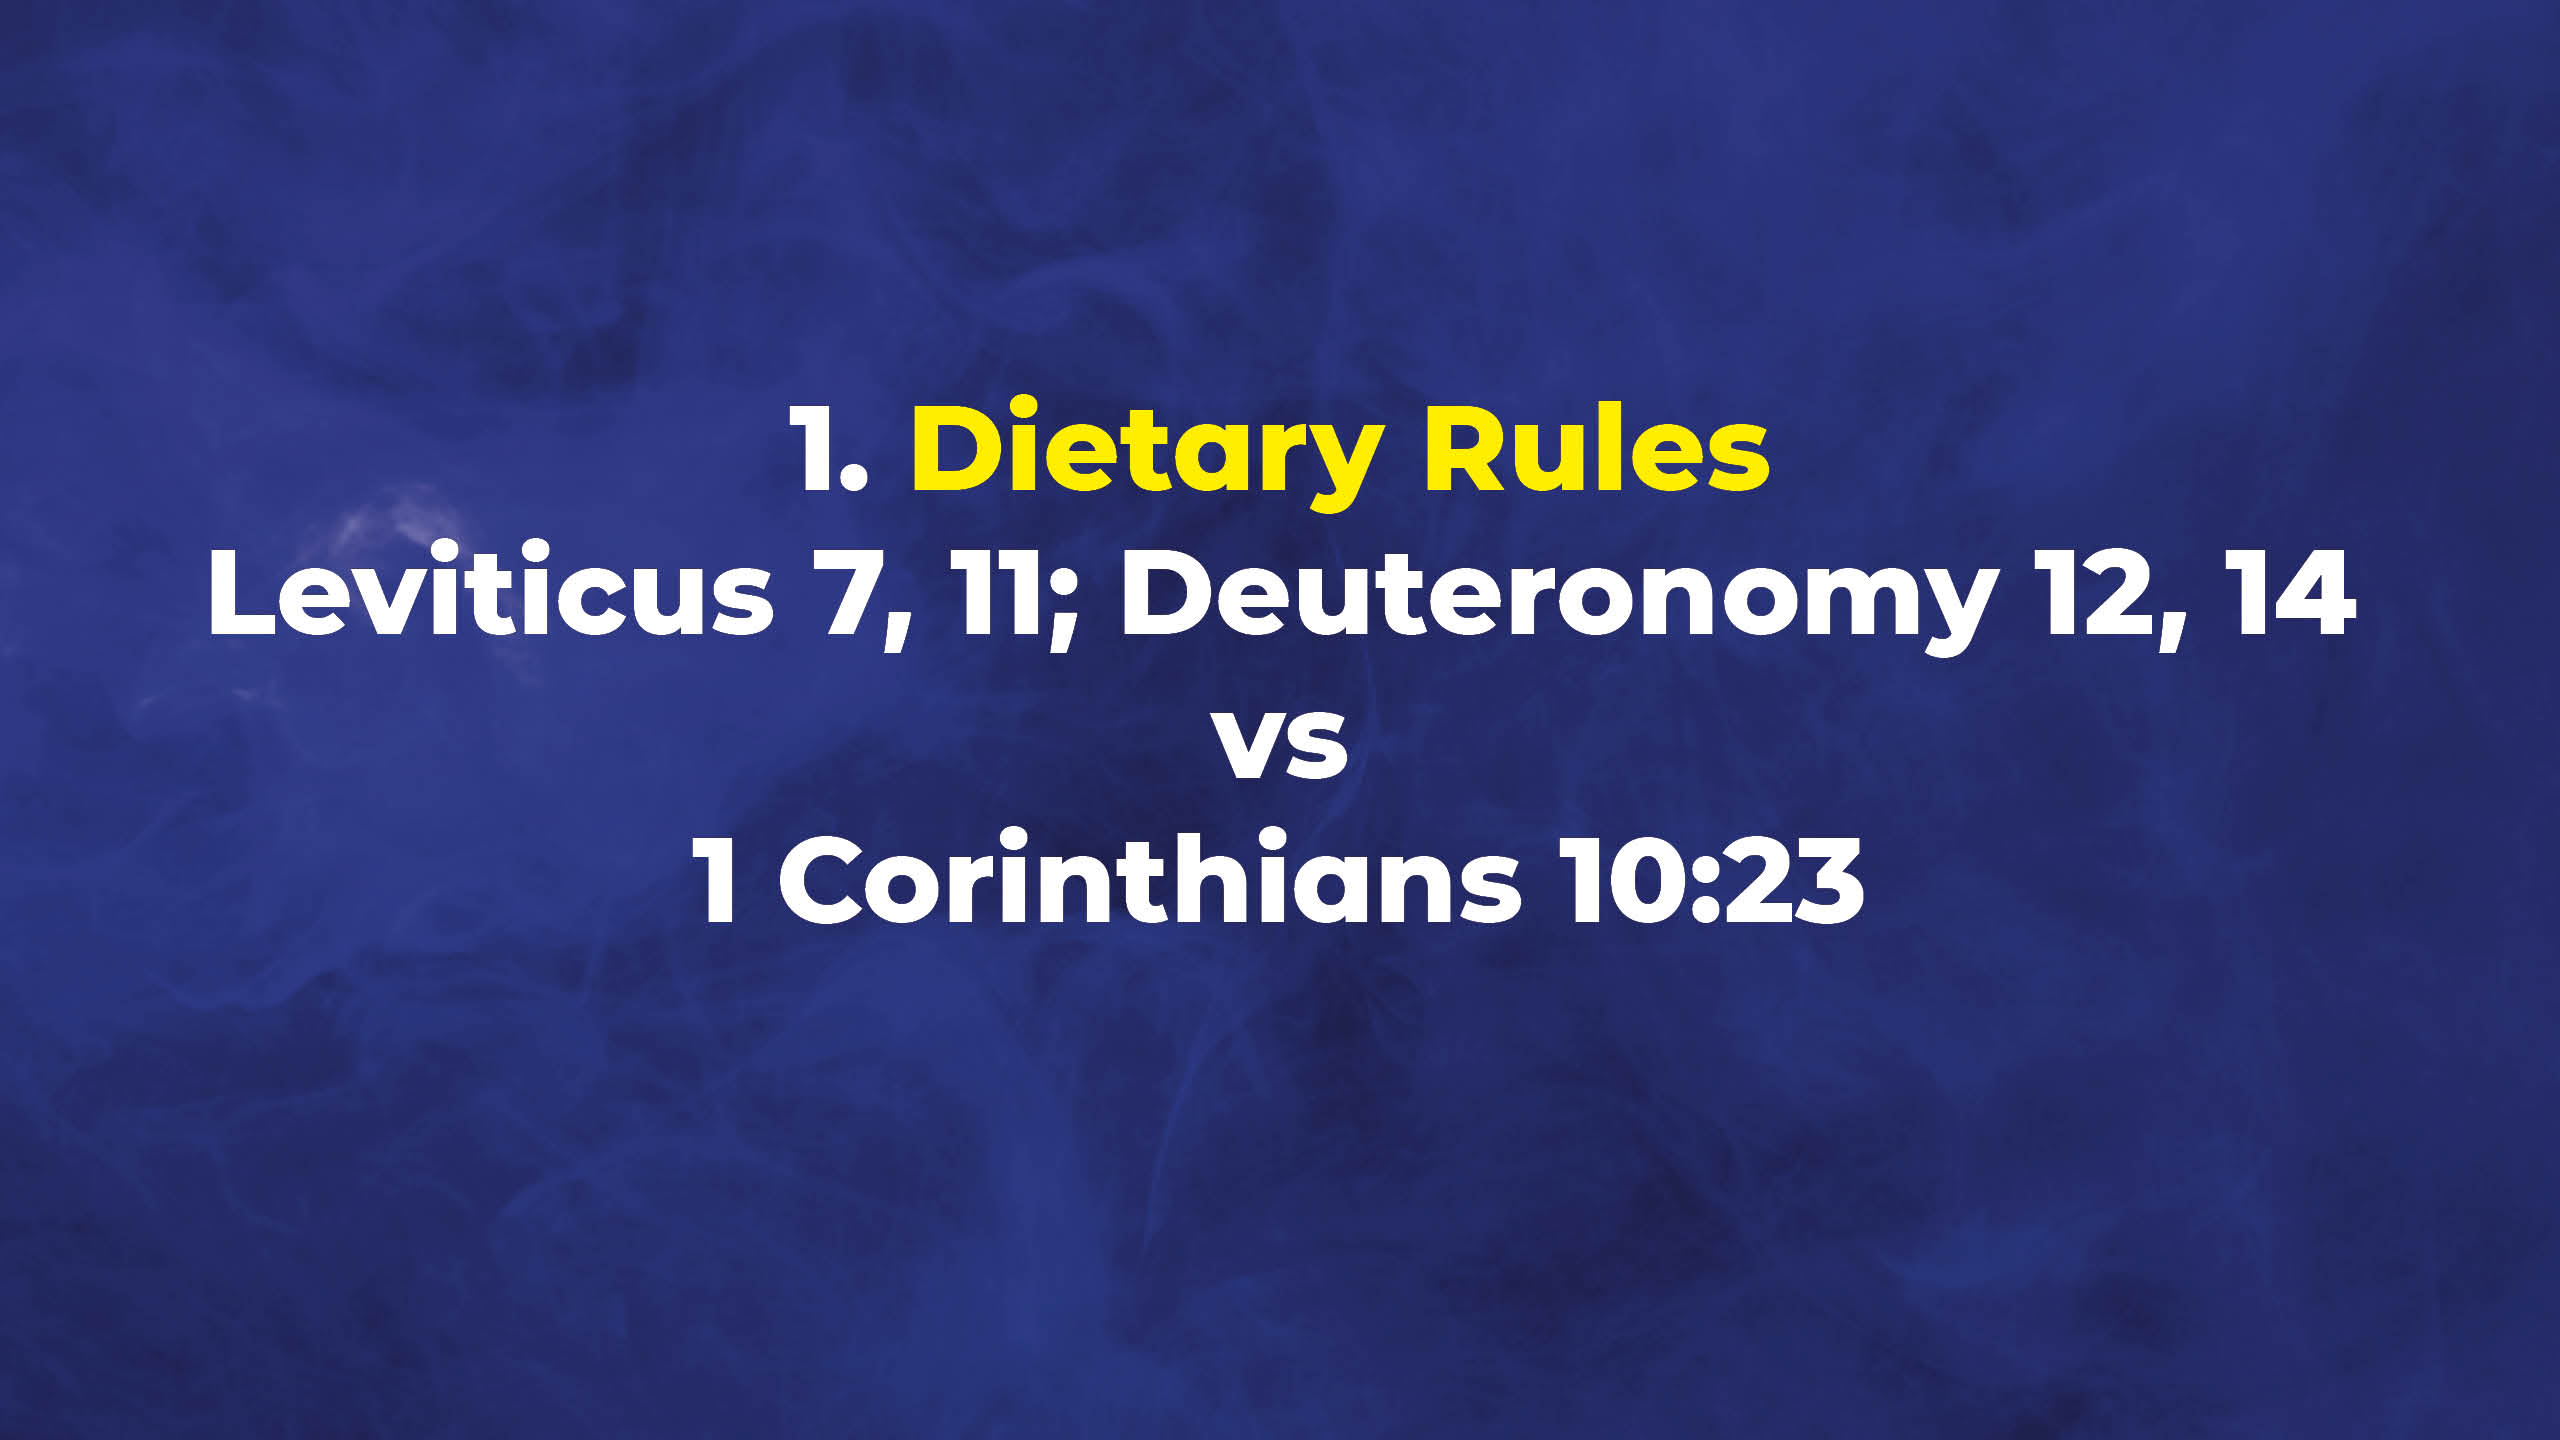 1. Dietary Rules
Leviticus 7, 11; Deuteronomy 12, 14
vs
1 Corinthians 10:23